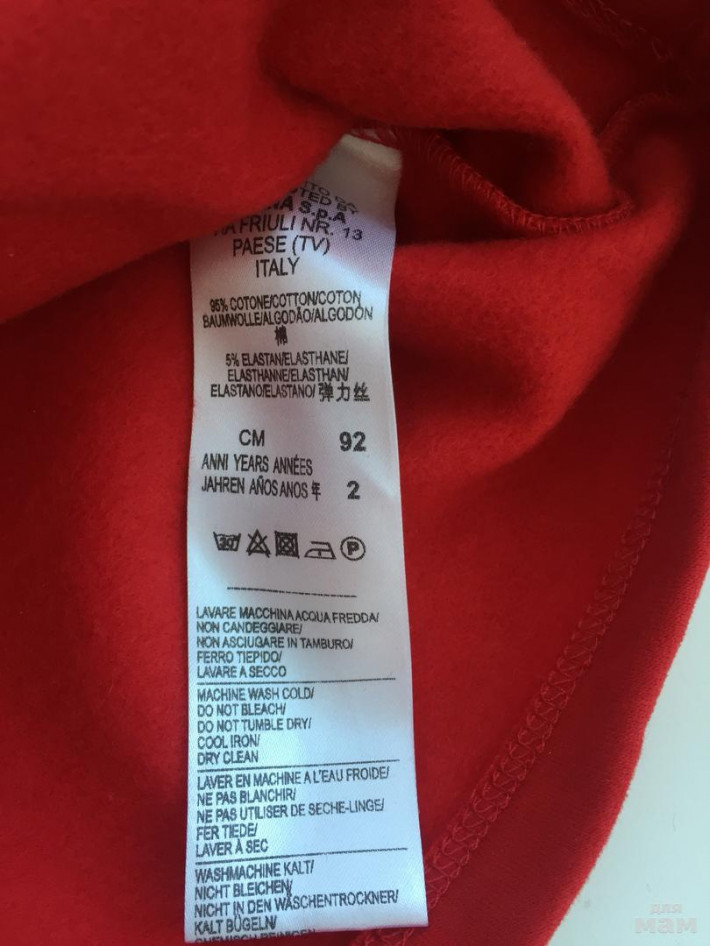 PAESE (TV)
ITALY
95% COTONE/COTTON/COTON
BAUMWOLLE/ALGODÃO/ALGODÓN
棉
5% ELASTAN/ELASTHANE/
ELASTHANNE/ELASTHAN/
ELASTANO/ELASTANO/ 弹力丝
CM 92
ANNI YEARS ANNÉES
JAHREN AÑOS ANOS 年 2
30 P
LAVARE MACCHINA ACQUA FREDDA/
NON CANDEGGIARE/
NON ASCIUGARE IN TAMBURO/
FERRO TIEPIDO/
LAVARE A SECCO
MACHINE WASH COLD/
DO NOT BLEACH/
DO NOT TUMBLE DRY/
COOL IRON/
DRY CLEAN
LAVER EN MACHINE A L'EAU FROIDE/
NE PAS BLANCHIR/
NE PAS UTILISER DE SECHE-LINGE/
FER TIEDE/
LAVER À SEC
WASHMACHINE KALT/
NICHT BLEICHEN/
NICHT IN DEN WÄSCHENTROCKNER/
KALT BÜGELN/
для
мам